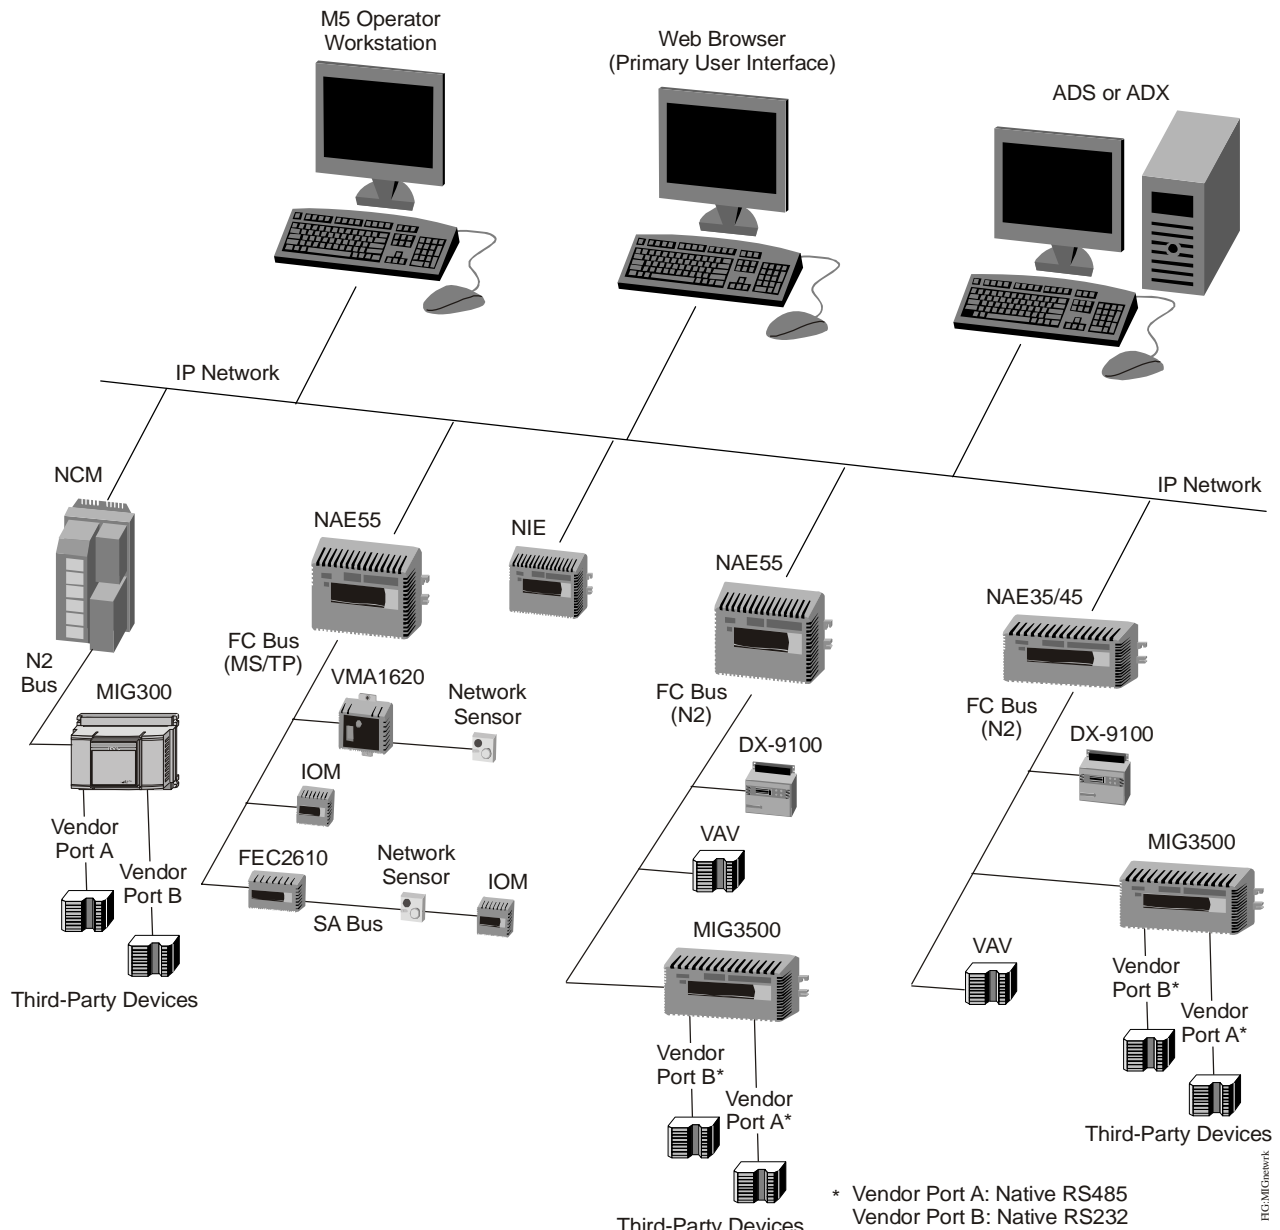 M5 Operator
Workstation
Web Browser
(Primary User Interface)
ADS or ADX
IP Network
IP Network
NCM
NAE55
NIE
NAE55
NAE35/45
N2
Bus
MIG300
FC Bus
(MS/TP)
VMA1620
Network
Sensor
FC Bus
(N2)
DX-9100
FC Bus
(N2)
DX-9100
IOM
Vendor
Port A
Vendor
Port B
Third-Party Devices
FEC2610
Network
Sensor
IOM
SA Bus
VAV
MIG3500
Vendor
Port B*
Vendor
Port A*
Third-Party Devices
MIG3500
VAV
Vendor
Port B*
Vendor
Port A*
Third-Party Devices
* Vendor Port A: Native RS485
Vendor Port B: Native RS232
FIG:MIGnetwrk